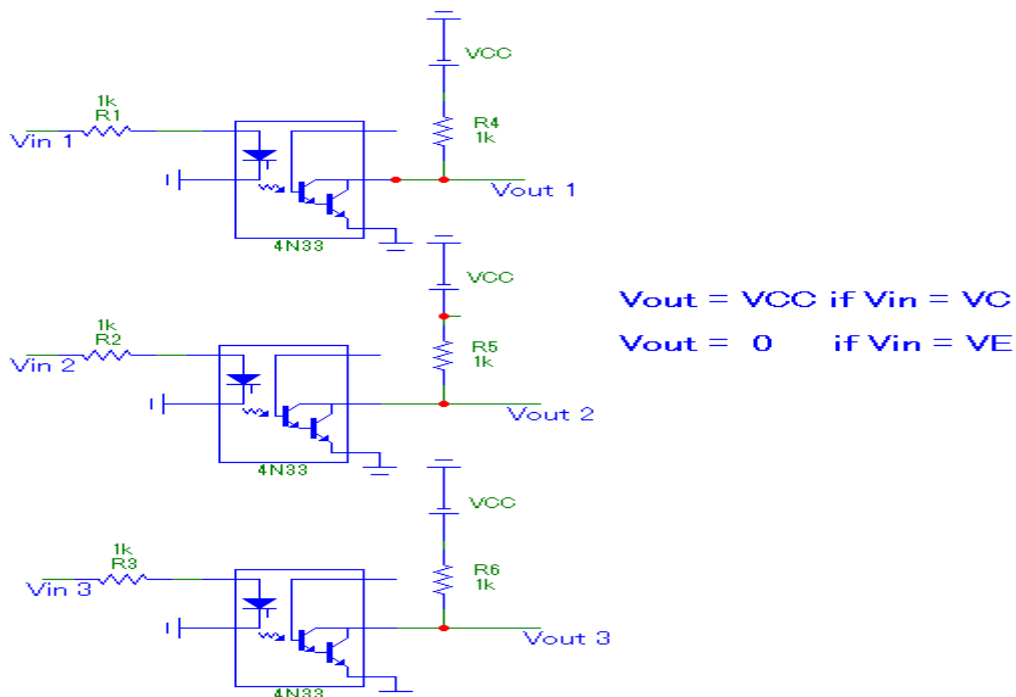 VCC
1k
R1
Vin 1
R4
1k
Vout 1
4N33
VCC
Vout = VCC if Vin = VC
Vout = 0 if Vin = VE
1k
R2
Vin 2
R5
1k
Vout 2
4N33
VCC
1k
R3
Vin 3
R6
1k
Vout 3
4N33